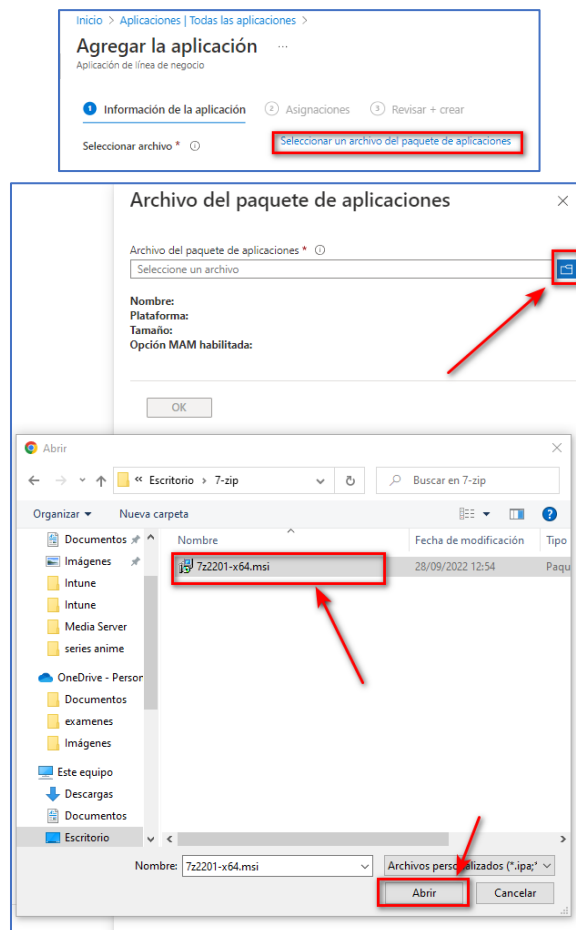 Inicio > Aplicaciones | Todas las aplicaciones >
Agregar la aplicación ...
Aplicación de línea de negocio
1 Información de la aplicación 2 Asignaciones 3 Revisar + crear
Seleccionar archivo * Seleccionar un archivo del paquete de aplicaciones
Archivo del paquete de aplicaciones
Archivo del paquete de aplicaciones *
Seleccione un archivo
Nombre:
Plataforma:
Tamaño:
Opción MAM habilitada:
OK
Abrir
« Escritorio > 7-zip
Buscar en 7-zip
Organizar Nueva carpeta
Nombre Fecha de modificación Tipo
Documentos
Imágenes
Intune
Intune
Media Server
series anime
OneDrive - Person
Documentos
examenes
Imágenes
Este equipo
Descargas
Documentos
Escritorio
7z2201-x64.msi 28/09/2022 12:54 Paqu
Nombre: 7z2201-x64.msi Archivos personalizados (*.ipa;*
Abrir Cancelar